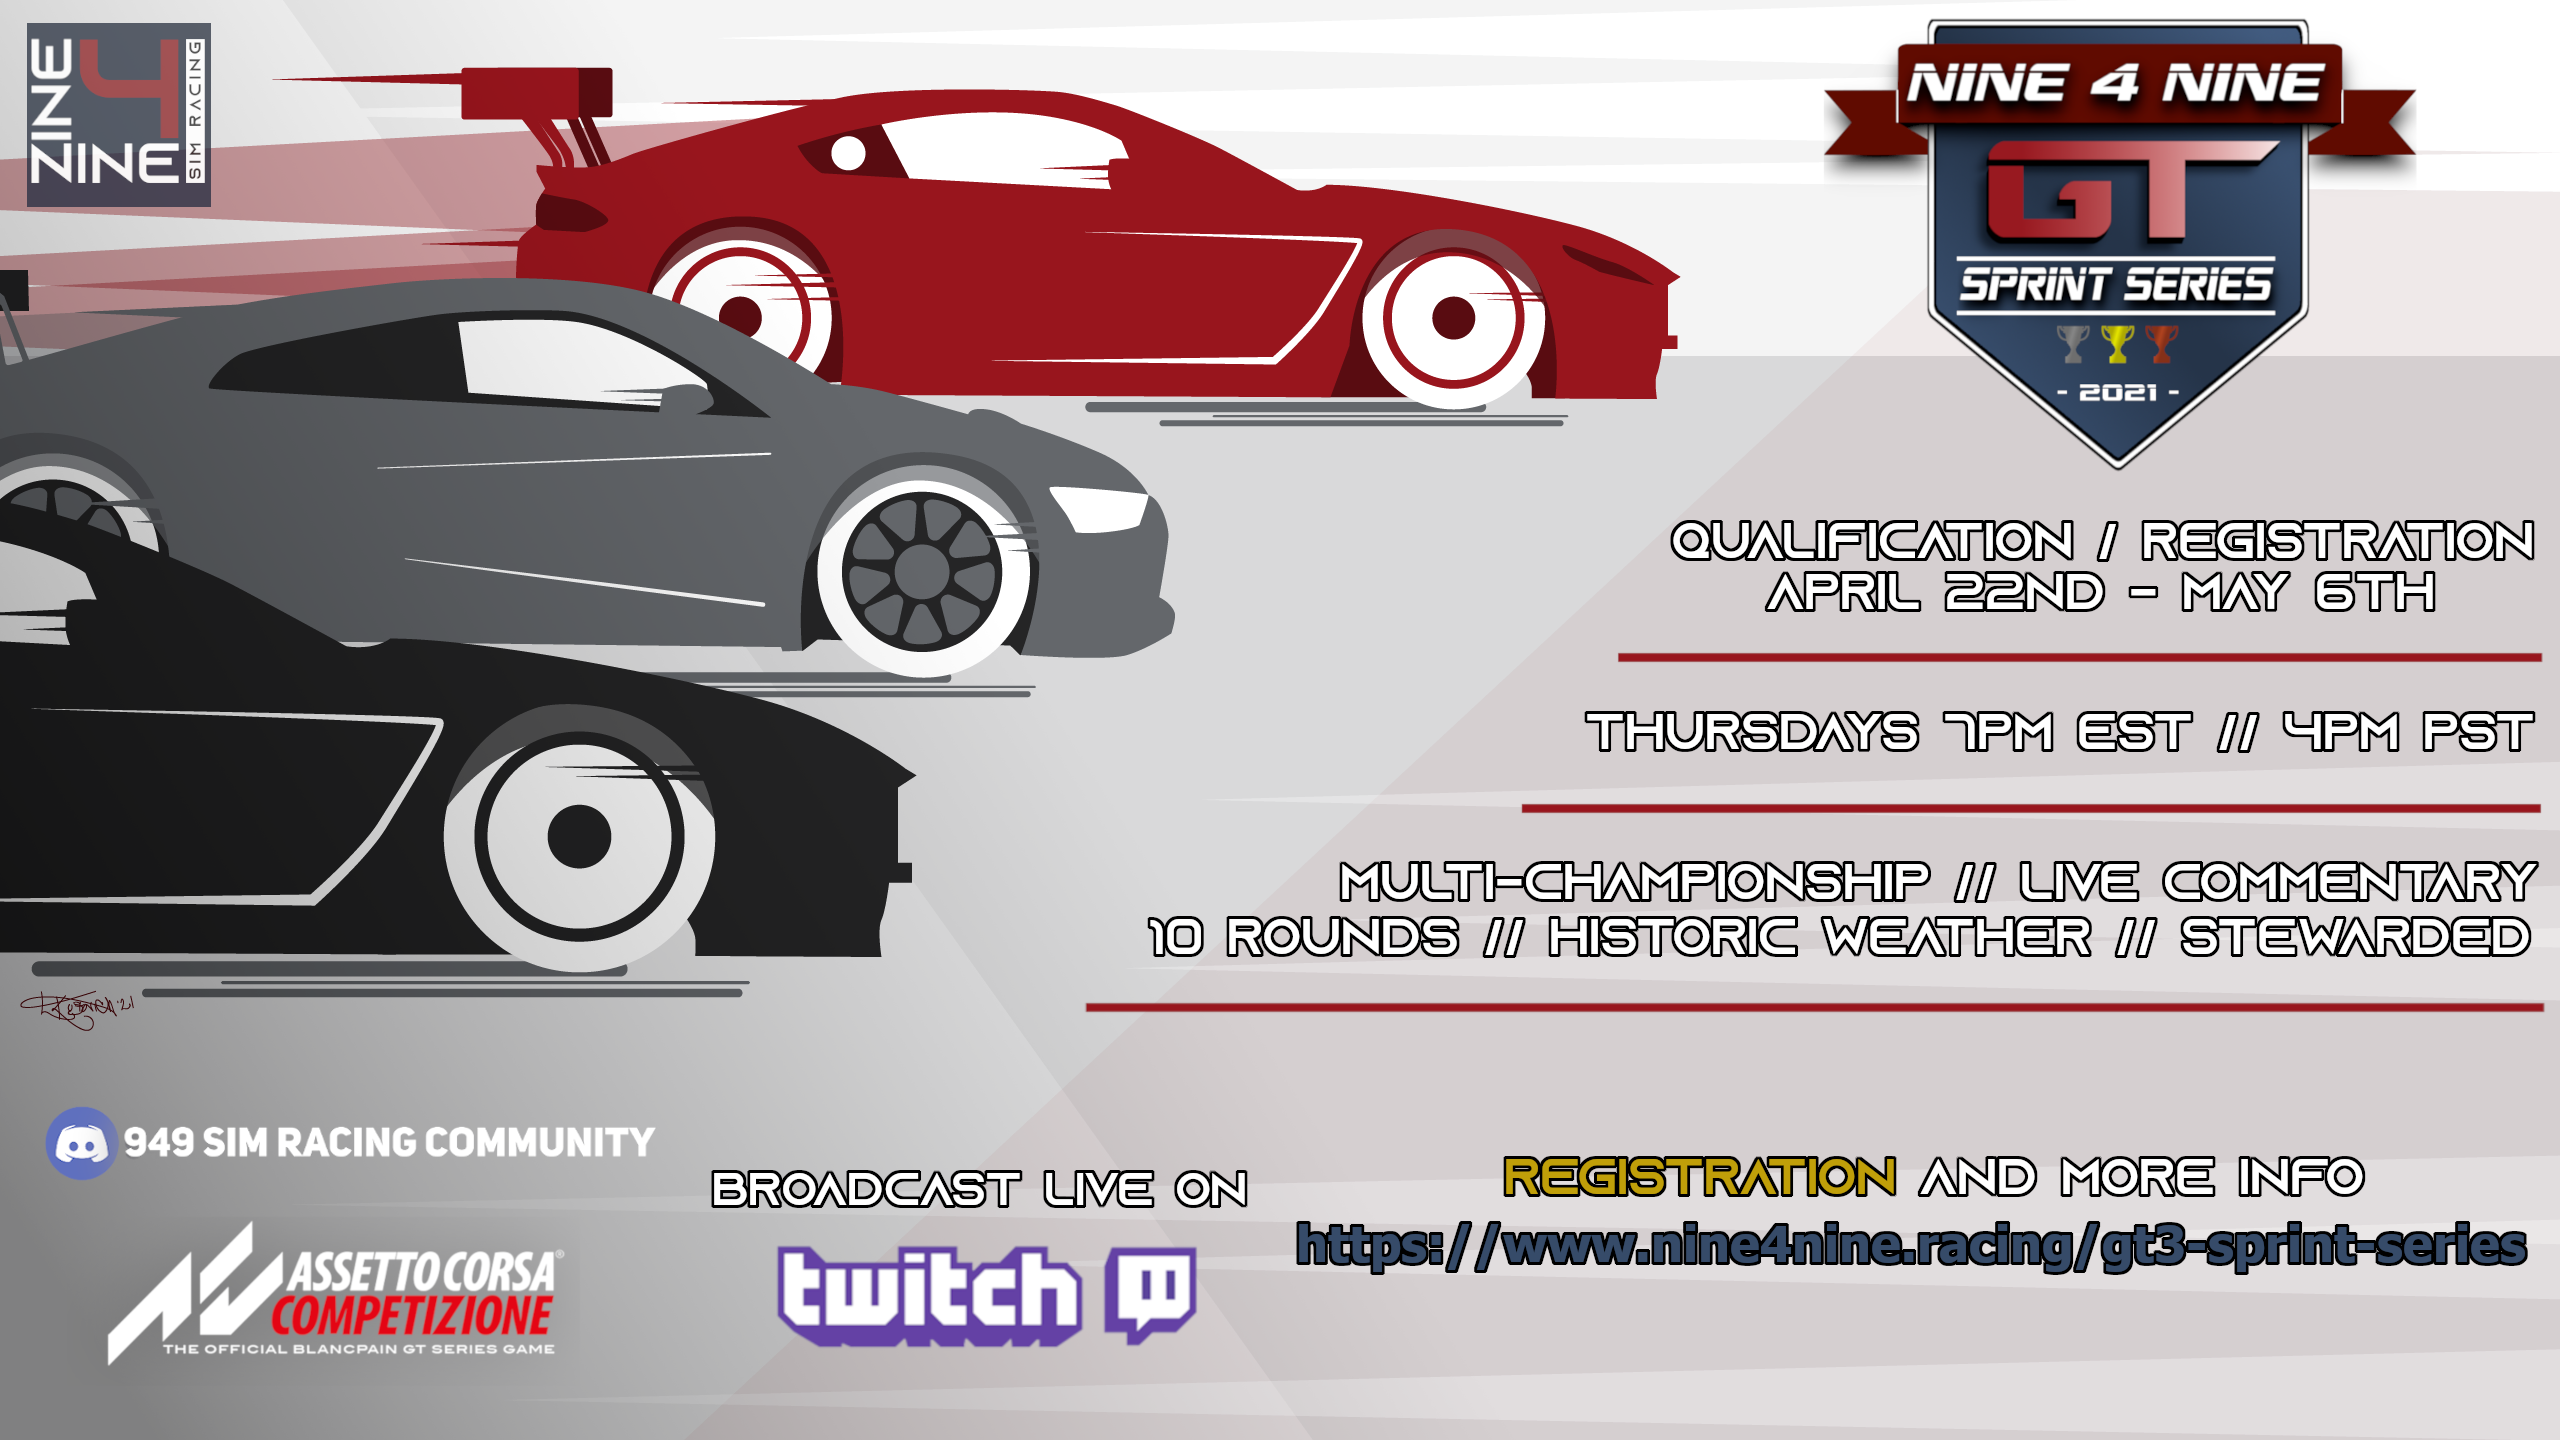 NINE
4
NINE
SIM RACING
NINE 4 NINE
GT
SPRINT SERIES
- 2021 -
QUALIFICATION / REGISTRATION
APRIL 22ND - MAY 6TH
THURSDAYS 7PM EST // 4PM PST
MULTI-CHAMPIONSHIP // LIVE COMMENTARY
10 ROUNDS // HISTORIC WEATHER // STEWARDED
949 SIM RACING COMMUNITY
ASSETTO CORSA®
COMPETIZIONE
THE OFFICIAL BLANCPAIN GT SERIES GAME
BROADCAST LIVE ON
twitch
REGISTRATION AND MORE INFO
https://www.nine4nine.racing/gt3-sprint-series